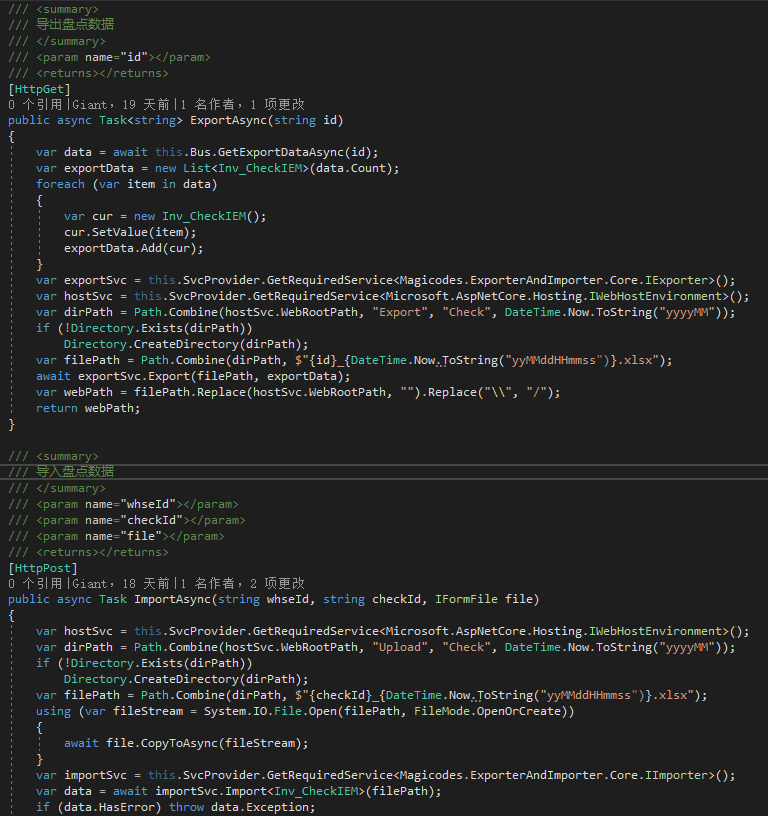 /// <summary>
/// 导出盘点数据
/// </summary>
/// <param name="id"></param>
/// <returns></returns>
[HttpGet]
0 个引用|Giant, 19 天前|1 名作者, 1 项更改
public async Task<string> ExportAsync(string id)
{
    var data = await this.Bus.GetExportDataAsync(id);
    var exportData = new List<Inv_CheckIEM>(data.Count);
    foreach (var item in data)
    {
        var cur = new Inv_CheckIEM();
        cur.SetValue(item);
        exportData.Add(cur);
    }
    var exportSvc = this.SvcProvider.GetRequiredService<Magicodes.ExporterAndImporter.Core.IExporter>();
    var hostSvc = this.SvcProvider.GetRequiredService<Microsoft.AspNetCore.Hosting.IWebHostEnvironment>();
    var dirPath = Path.Combine(hostSvc.WebRootPath, "Export", "Check", DateTime.Now.ToString("yyyyMM"));
    if (!Directory.Exists(dirPath))
        Directory.CreateDirectory(dirPath);
    var filePath = Path.Combine(dirPath, $"{id}_{DateTime.Now.ToString("yyMMddHHmmss")}.xlsx");
    await exportSvc.Export(filePath, exportData);
    var webPath = filePath.Replace(hostSvc.WebRootPath, "").Replace("\\", "/");
    return webPath;
}
/// <summary>
/// 导入盘点数据
/// </summary>
/// <param name="whseId"></param>
/// <param name="checkId"></param>
/// <param name="file"></param>
/// <returns></returns>
[HttpPost]
0 个引用|Giant, 18 天前|1 名作者, 2 项更改
public async Task ImportAsync(string whseId, string checkId, IFormFile file)
{
    var hostSvc = this.SvcProvider.GetRequiredService<Microsoft.AspNetCore.Hosting.IWebHostEnvironment>();
    var dirPath = Path.Combine(hostSvc.WebRootPath, "Upload", "Check", DateTime.Now.ToString("yyyyMM"));
    if (!Directory.Exists(dirPath))
        Directory.CreateDirectory(dirPath);
    var filePath = Path.Combine(dirPath, $"{checkId}_{DateTime.Now.ToString("yyMMddHHmmss")}.xlsx");
    using (var fileStream = System.IO.File.Open(filePath, FileMode.OpenOrCreate))
    {
        await file.CopyToAsync(fileStream);
    }
    var importSvc = this.SvcProvider.GetRequiredService<Magicodes.ExporterAndImporter.Core.IImporter>();
    var data = await importSvc.Import<Inv_CheckIEM>(filePath);
    if (data.HasError) throw data.Exception;